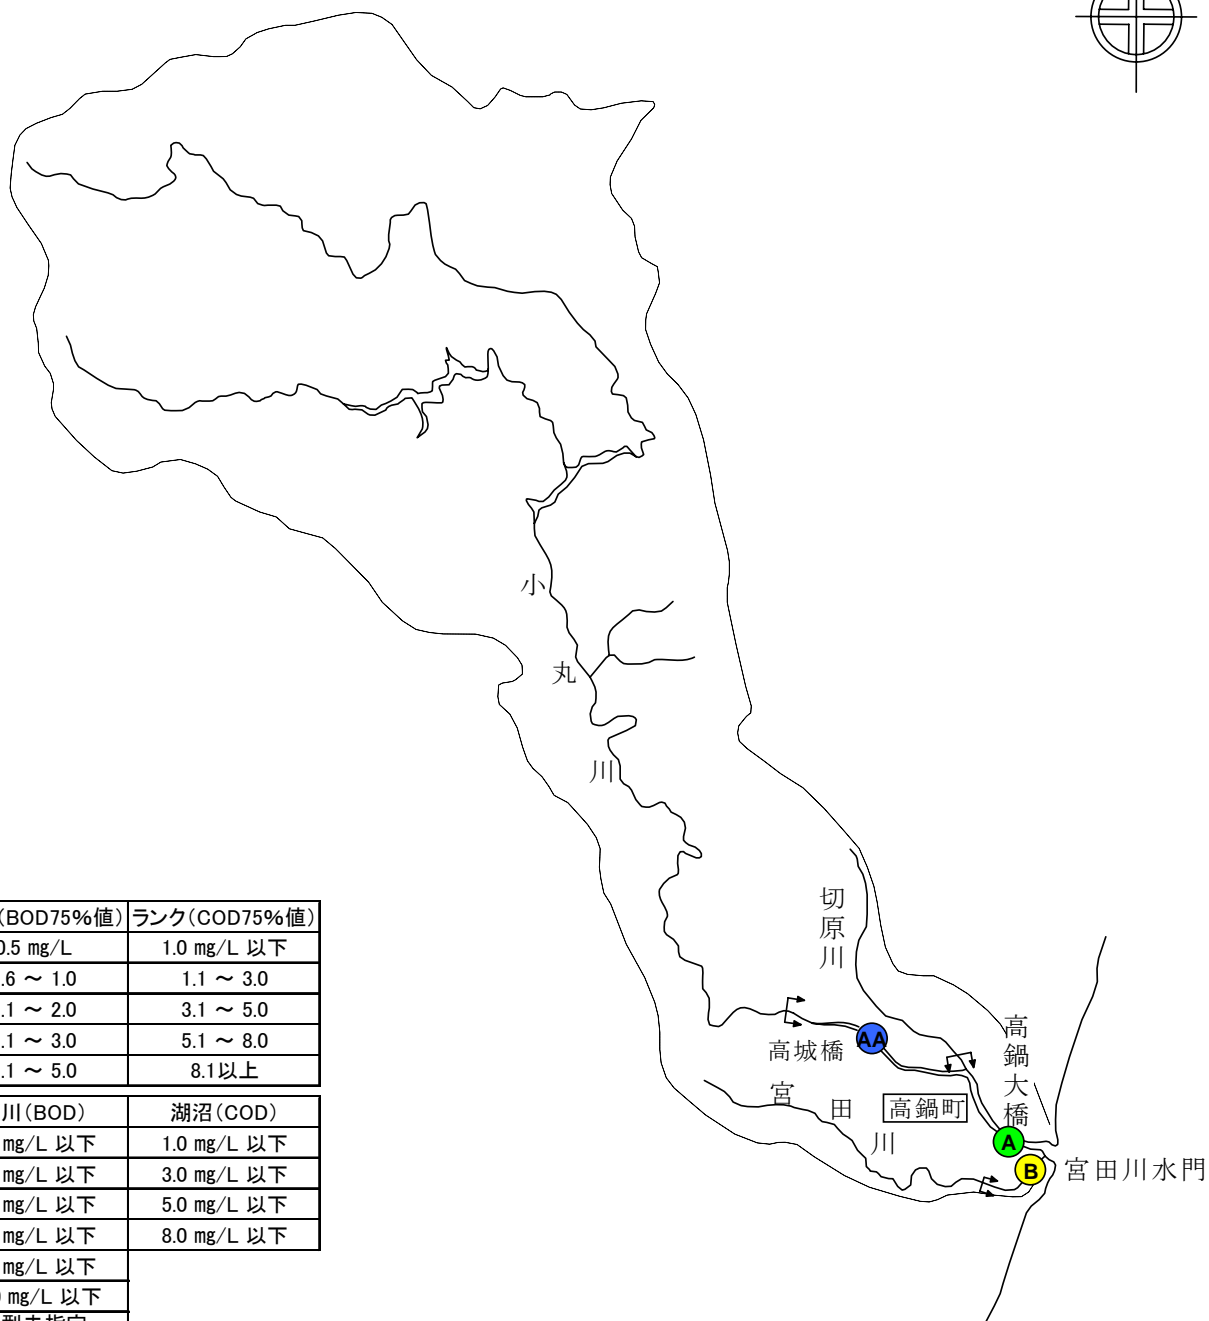 小
丸
川
切
原
川
高城橋
AA
高
鍋
大
橋
宮
田
川
高鍋町
A
B
宮田川水門
(BOD75%値) ランク(COD75%値)
0.5 mg/L 1.0 mg/L 以下
.6 ～ 1.0 1.1 ～ 3.0
.1 ～ 2.0 3.1 ～ 5.0
.1 ～ 3.0 5.1 ～ 8.0
.1 ～ 5.0 8.1以上
川(BOD) 湖沼(COD)
mg/L 以下 1.0 mg/L 以下
mg/L 以下 3.0 mg/L 以下
mg/L 以下 5.0 mg/L 以下
mg/L 以下 8.0 mg/L 以下
mg/L 以下
mg/L 以下